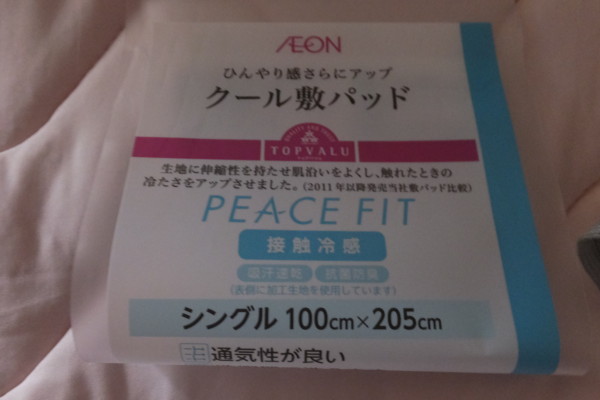 ÆON
ひんやり感さらにアップ
クール敷パッド
TOPVALU
生地に伸縮性を持たせ肌沿いをよくし、触れたときの
冷たさをアップさせました。(2011年以降発売当社敷パッド比較)
PEACE FIT
接触冷感
吸汗速乾 抗菌防臭
(表側に加工生地を使用しています)
シングル 100cm×205cm
通気性が良い